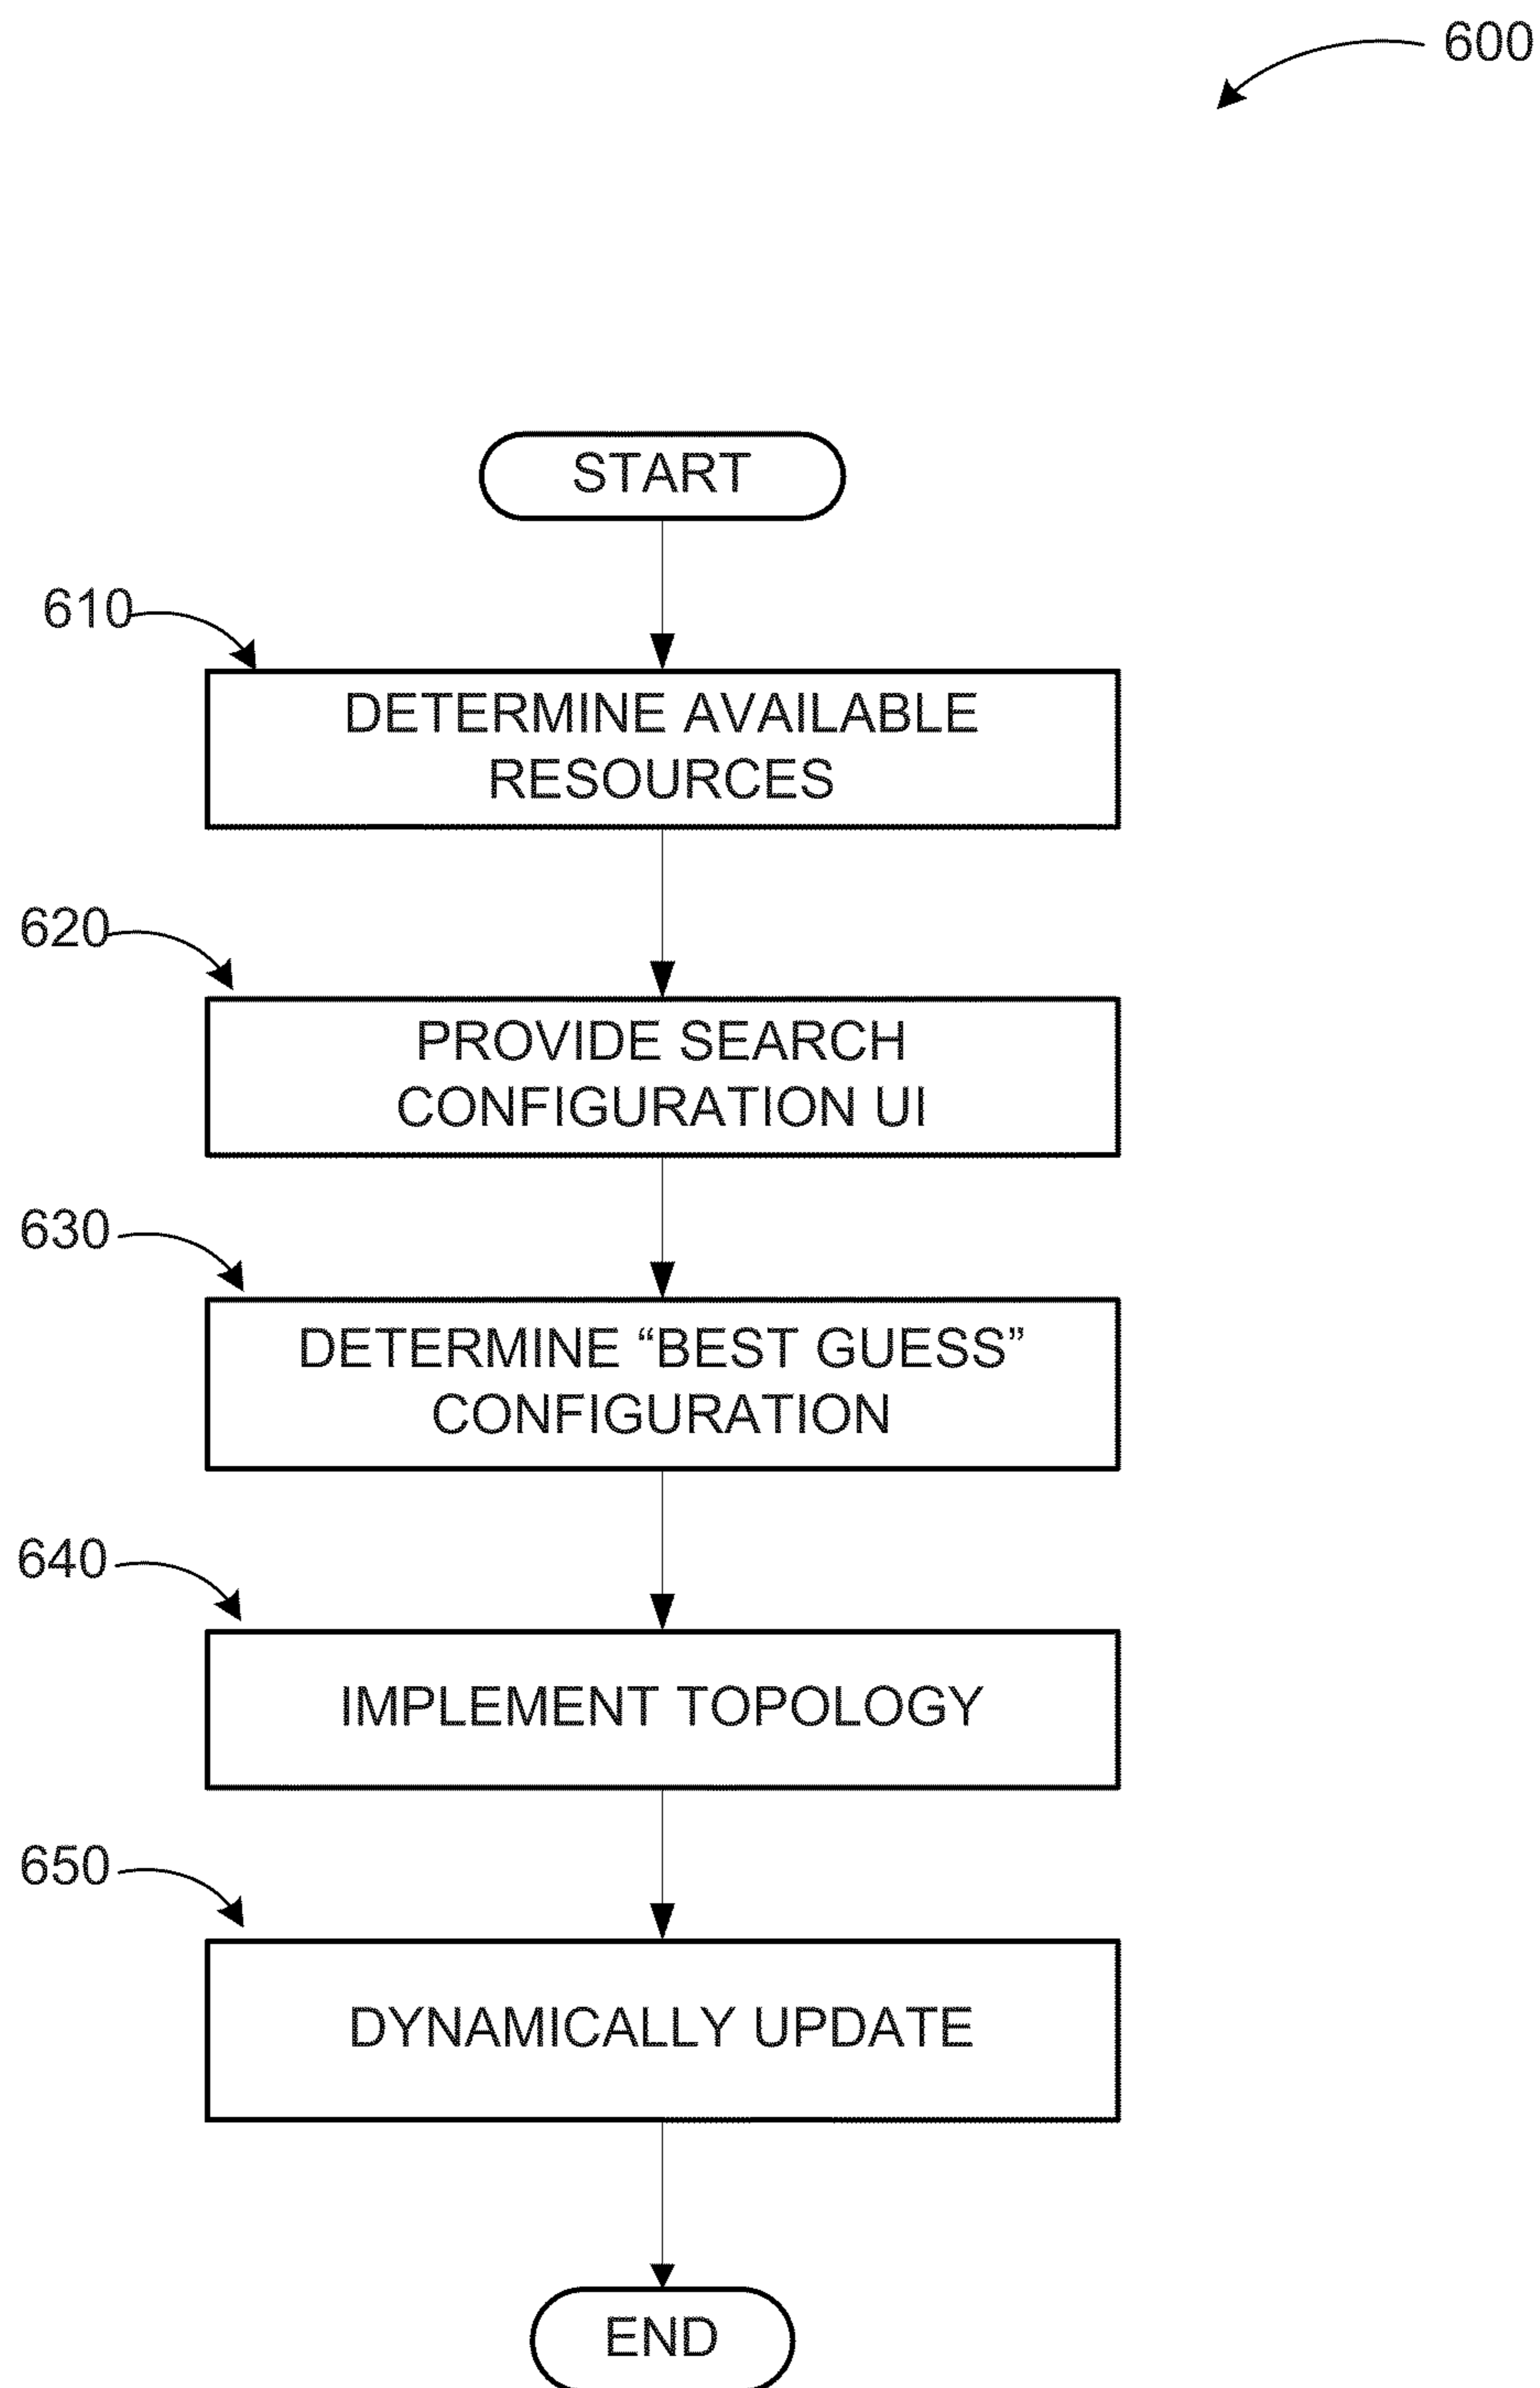 600
START
610
DETERMINE AVAILABLE
RESOURCES
620
PROVIDE SEARCH
CONFIGURATION UI
630
DETERMINE “BEST GUESS”
CONFIGURATION
640
IMPLEMENT TOPOLOGY
650
DYNAMICALLY UPDATE
END